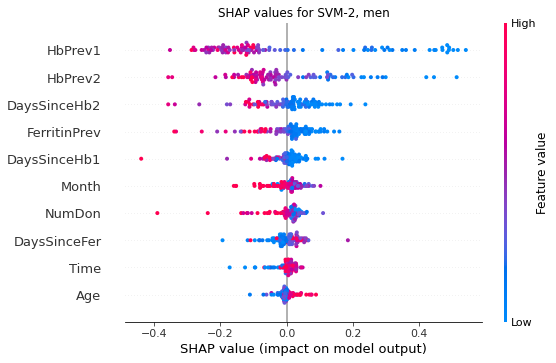 SHAP values for SVM-2, men
High
HbPrev1
HbPrev2
DaysSinceHb2
FerritinPrev
DaysSinceHb1
Month
NumDon
DaysSinceFer
Time
Age
Feature value
Low
−0.4 −0.2 0.0 0.2 0.4
SHAP value (impact on model output)